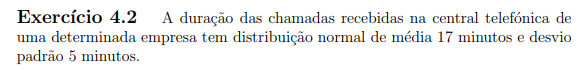 Exercício 4.2 A duração das chamadas recebidas na central telefónica de
uma determinada empresa tem distribuição normal de média 17 minutos e desvio
padrão 5 minutos.